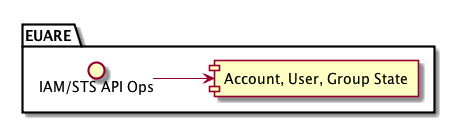 EUARE
IAM/STS API Ops
Account, User, Group State